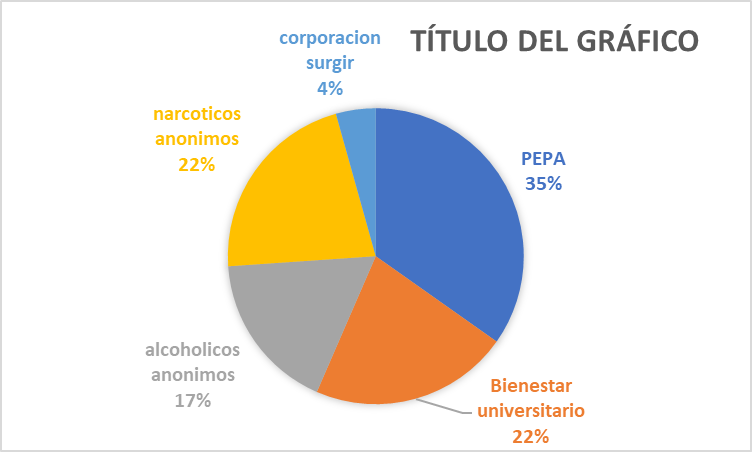 TÍTULO DEL GRÁFICO
corporacion
surgir
4%
PEPA
35%
Bienestar
universitario
22%
alcoholicos
anonimos
17%
narcoticos
anonimos
22%